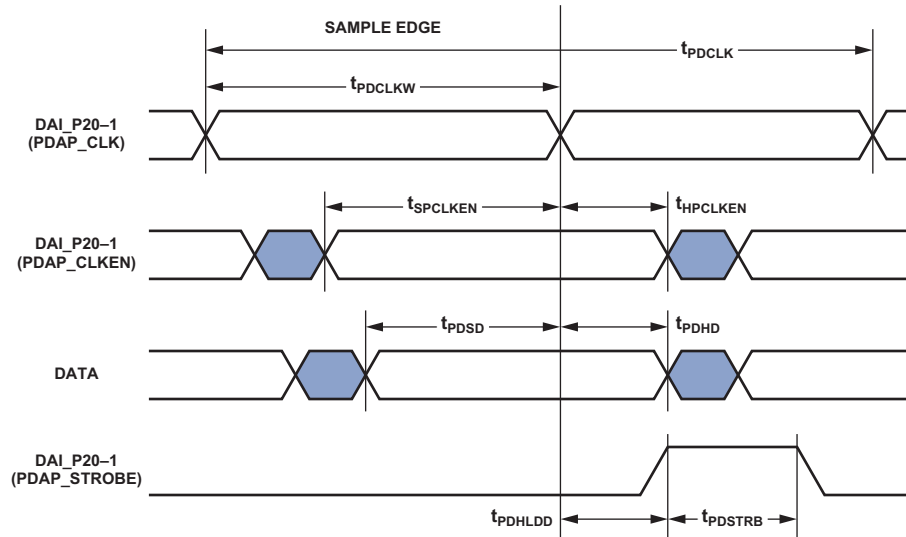 SAMPLE EDGE
tPDCLK
tPDCLKW
DAI_P20–1
(PDAP_CLK)
tSPCLKEN
tHPCLKEN
DAI_P20–1
(PDAP_CLKEN)
tPDSD
tPDHD
DATA
DAI_P20–1
(PDAP_STROBE)
tPDHLDD
tPDSTRB